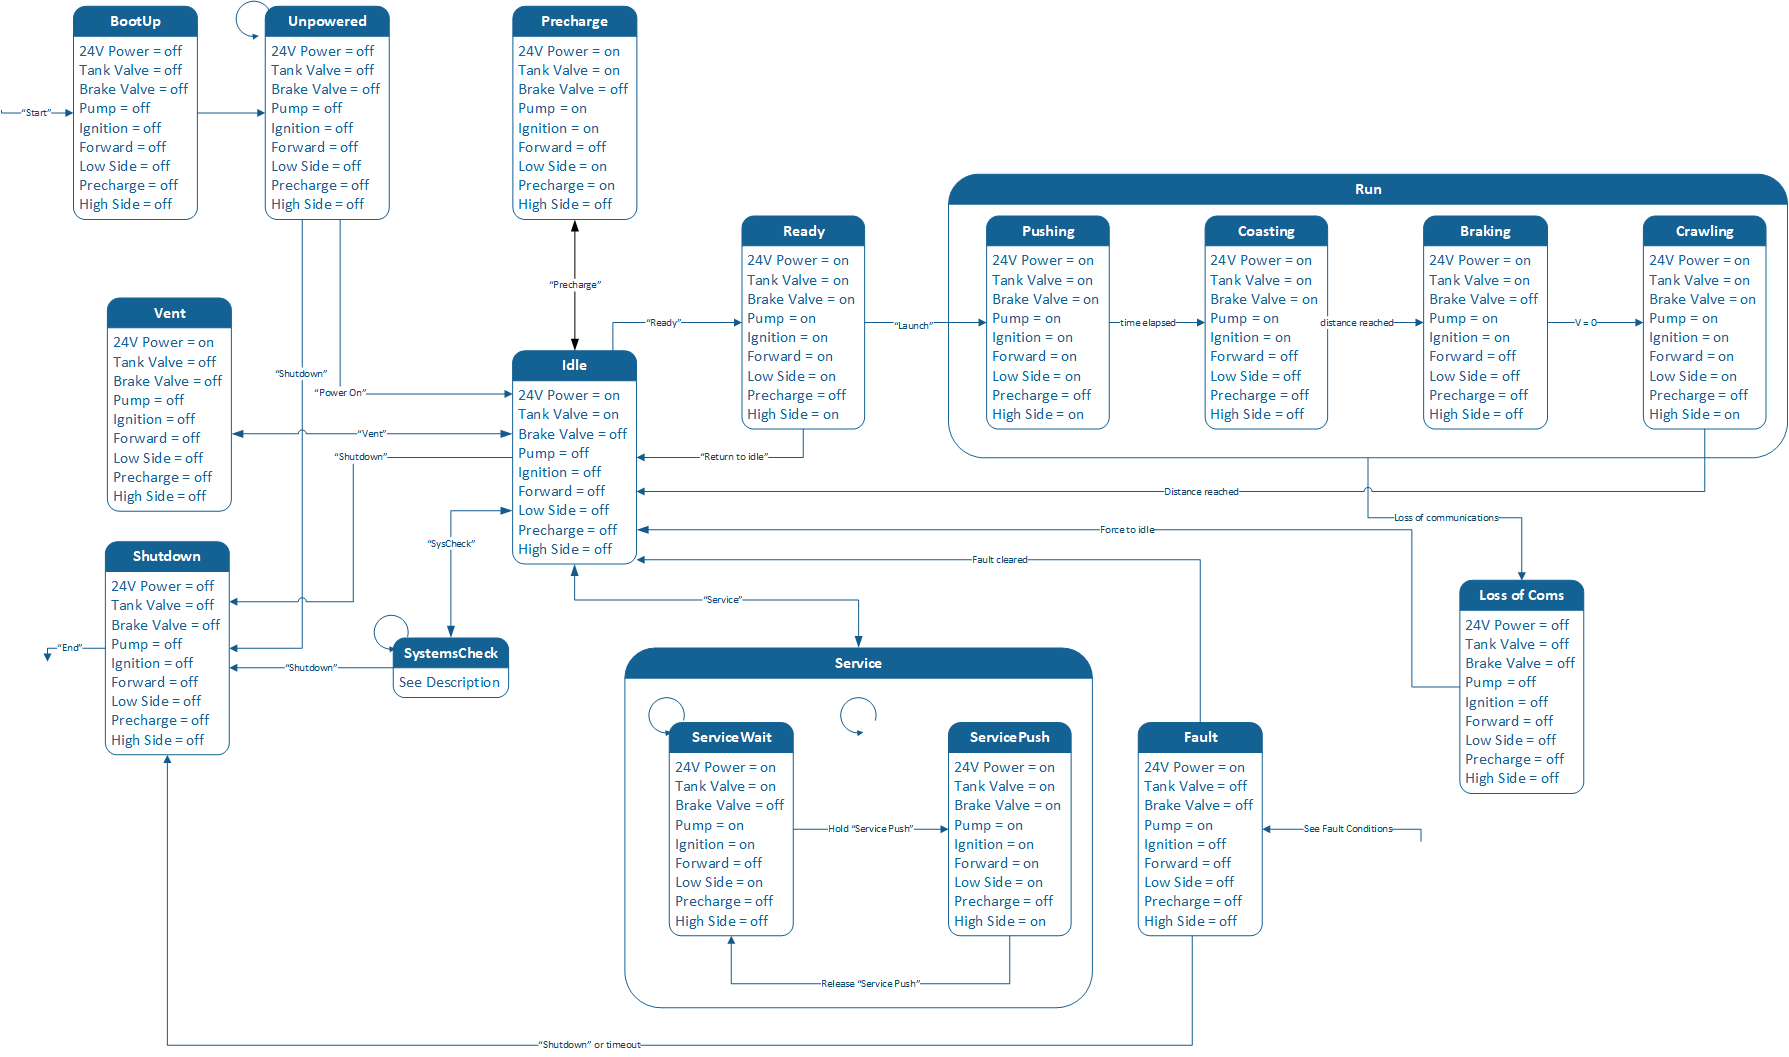 BootUp
24V Power = off
Tank Valve = off
Brake Valve = off
Pump = off
Ignition = off
Forward = off
Low Side = off
Precharge = off
High Side = off
Unpowered
24V Power = off
Tank Valve = off
Brake Valve = off
Pump = off
Ignition = off
Forward = off
Low Side = off
Precharge = off
High Side = off
Precharge
24V Power = on
Tank Valve = on
Brake Valve = off
Pump = on
Ignition = on
Forward = off
Low Side = on
Precharge = on
High Side = off
“Start”
Run
Ready
24V Power = on
Tank Valve = on
Brake Valve = on
Pump = on
Ignition = on
Forward = on
Low Side = on
Precharge = off
High Side = on
Pushing
24V Power = on
Tank Valve = on
Brake Valve = on
Pump = on
Ignition = on
Forward = on
Low Side = on
Precharge = off
High Side = on
Coasting
24V Power = on
Tank Valve = on
Brake Valve = on
Pump = on
Ignition = on
Forward = off
Low Side = off
Precharge = off
High Side = off
Braking
24V Power = on
Tank Valve = on
Brake Valve = off
Pump = on
Ignition = on
Forward = off
Low Side = off
Precharge = off
High Side = off
Crawling
24V Power = on
Tank Valve = on
Brake Valve = on
Pump = on
Ignition = on
Forward = on
Low Side = on
Precharge = off
High Side = on
“Precharge”
“Ready”
“Launch”
time elapsed
distance reached
V = 0
Vent
24V Power = on
Tank Valve = off
Brake Valve = off
Pump = off
Ignition = off
Forward = off
Low Side = off
Precharge = off
High Side = off
Idle
24V Power = on
Tank Valve = on
Brake Valve = off
Pump = off
Ignition = off
Forward = off
Low Side = off
Precharge = off
High Side = off
“Shutdown”
“Power On”
“Vent”
“Shutdown”
“Return to idle”
Distance reached
Loss of communications
Force to idle
“SysCheck”
Fault cleared
“Service”
Shutdown
24V Power = off
Tank Valve = off
Brake Valve = off
Pump = off
Ignition = off
Forward = off
Low Side = off
Precharge = off
High Side = off
“End”
“Shutdown”
SystemsCheck
See Description
Loss of Coms
24V Power = off
Tank Valve = off
Brake Valve = off
Pump = off
Ignition = off
Forward = off
Low Side = off
Precharge = off
High Side = off
Service
ServiceWait
24V Power = on
Tank Valve = on
Brake Valve = off
Pump = on
Ignition = on
Forward = off
Low Side = on
Precharge = off
High Side = off
Hold “Service Push”
ServicePush
24V Power = on
Tank Valve = on
Brake Valve = on
Pump = on
Ignition = on
Forward = on
Low Side = on
Precharge = off
High Side = on
Release “Service Push”
Fault
24V Power = on
Tank Valve = off
Brake Valve = off
Pump = on
Ignition = off
Forward = off
Low Side = off
Precharge = off
High Side = off
See Fault Conditions
“Shutdown” or timeout